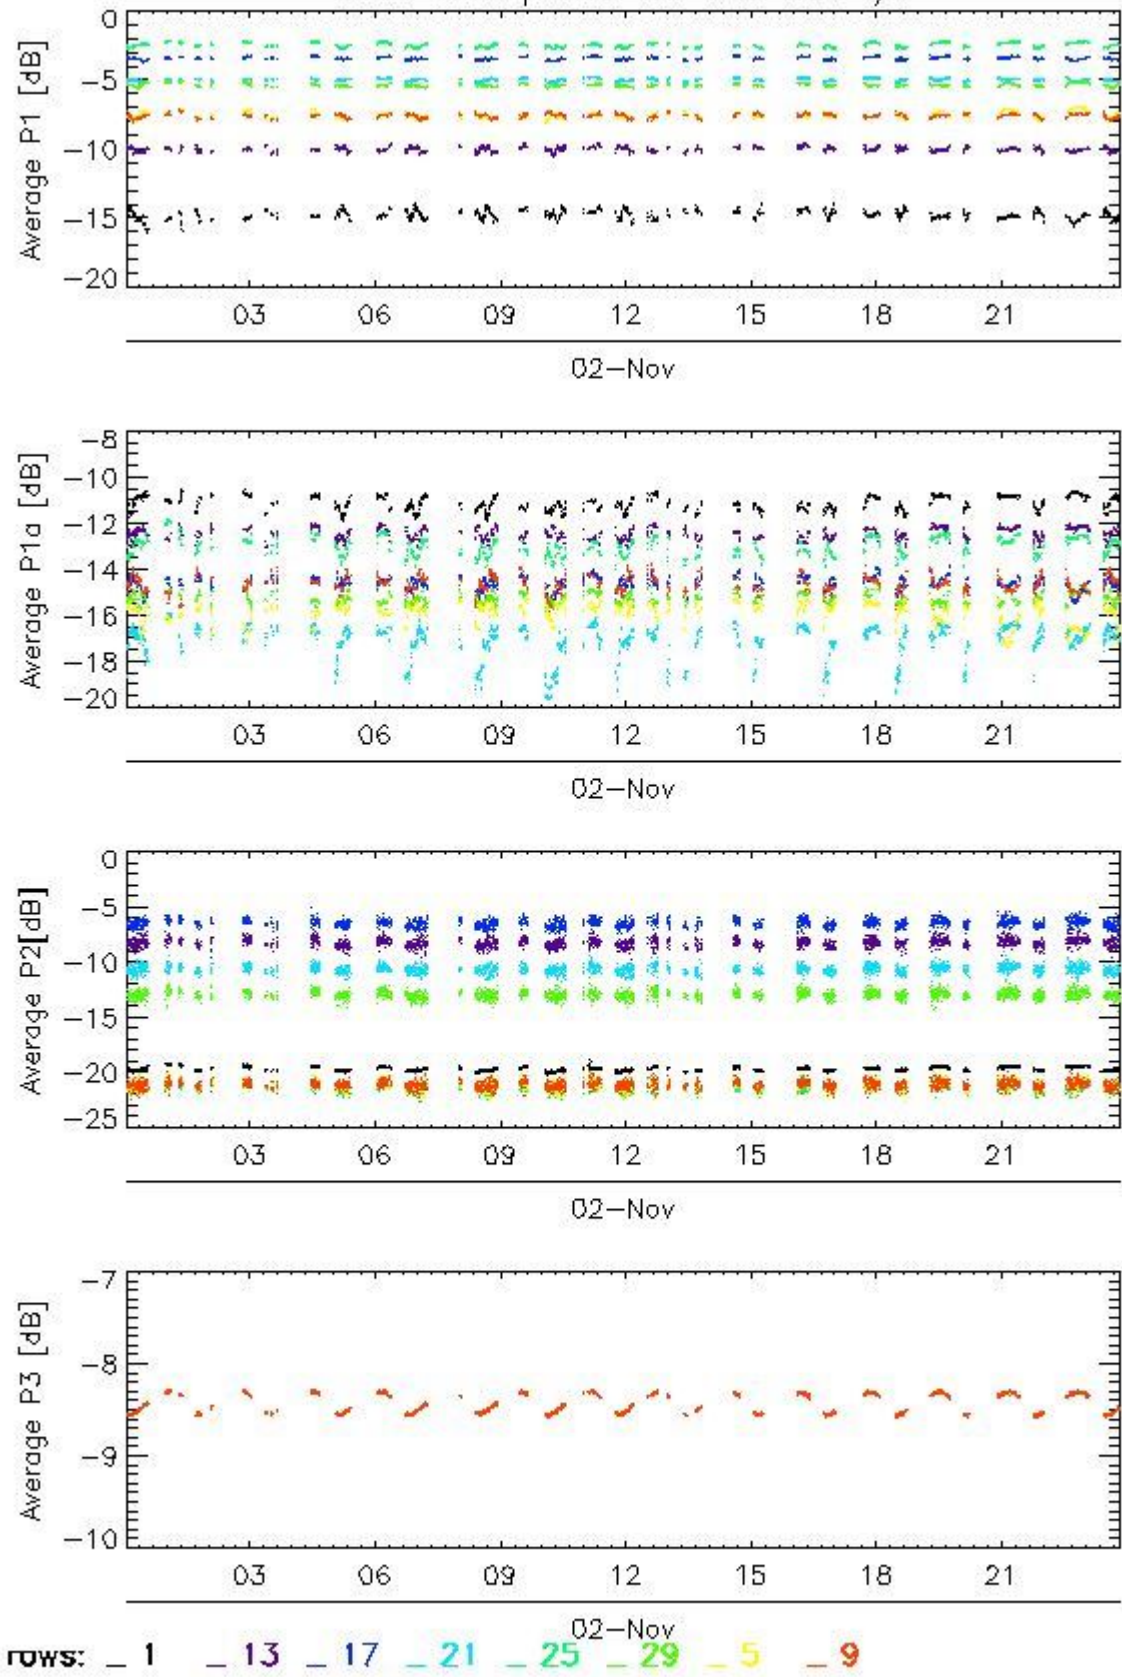 0
-5
-10
-15
-20
Average P1 [dB]
03 06 09 12 15 18 21
02-Nov
-8
-10
-12
-14
-16
-18
-20
Average P1a [dB]
03 06 09 12 15 18 21
02-Nov
0
-5
-10
-15
-20
-25
Average P2[dB]
03 06 09 12 15 18 21
02-Nov
-7
-8
-9
-10
Average P3 [dB]
03 06 09 12 15 18 21
02-Nov
rows: _ 1 _ 13 _ 17 _ 21 _ 25 _ 29 _ 5 _ 9